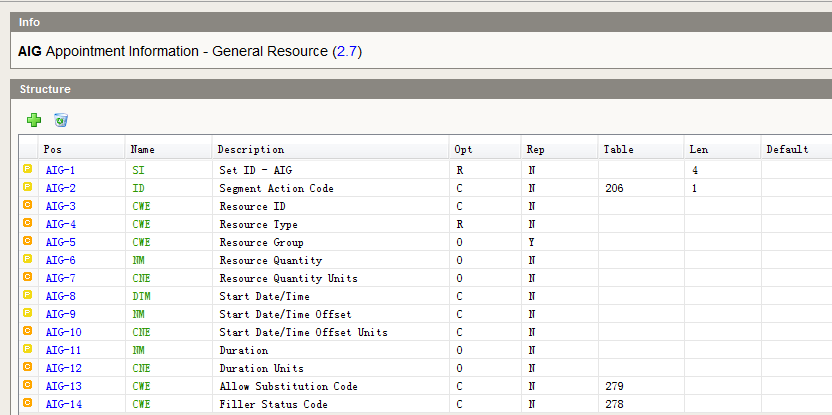 Info
AIG Appointment Information - General Resource (2.7)
Structure
Pos Name Description Opt Rep Table Len Default
P AIG-1 SI Set ID - AIG R N 4
P AIG-2 ID Segment Action Code C N 206 1
C AIG-3 CWE Resource ID C N
C AIG-4 CWE Resource Type R N
C AIG-5 CWE Resource Group O Y
P AIG-6 NM Resource Quantity O N
C AIG-7 CNE Resource Quantity Units O N
P AIG-8 DTM Start Date/Time C N
P AIG-9 NM Start Date/Time Offset C N
C AIG-10 CNE Start Date/Time Offset Units C N
P AIG-11 NM Duration O N
C AIG-12 CNE Duration Units O N
C AIG-13 CWE Allow Substitution Code C N 279
C AIG-14 CWE Filler Status Code C N 278